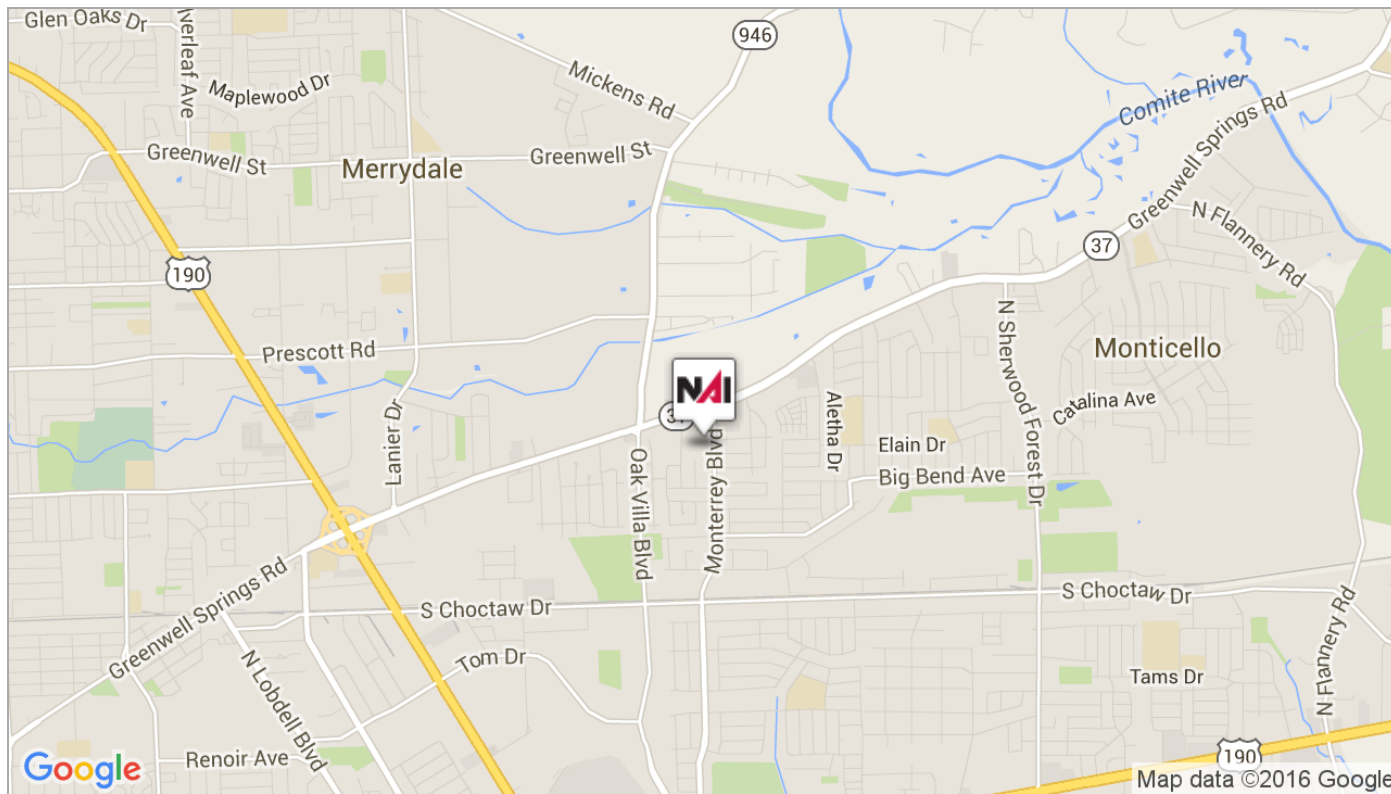 Glen Oaks Dr
lverleaf Ave
946
Mickens Rd
Maplewood Dr
Comite River
Greenwell St
Greenwell St
Merrydale
Greenwell Springs Rd
N Flannery Rd
37
190
N Sherwood Forest Dr
Prescott Rd
Monticello
NAI
Lanier Dr
37
Aletha Dr
Catalina Ave
Elain Dr
Oak Villa Blvd
Monterrey Blvd
Big Bend Ave
S Choctaw Dr
S Choctaw Dr
Greenwell Springs Rd
N Flannery Rd
Tom Dr
N Lobdell Blvd
Tams Dr
Renoir Ave
190
Google
Map data ©2016 Google